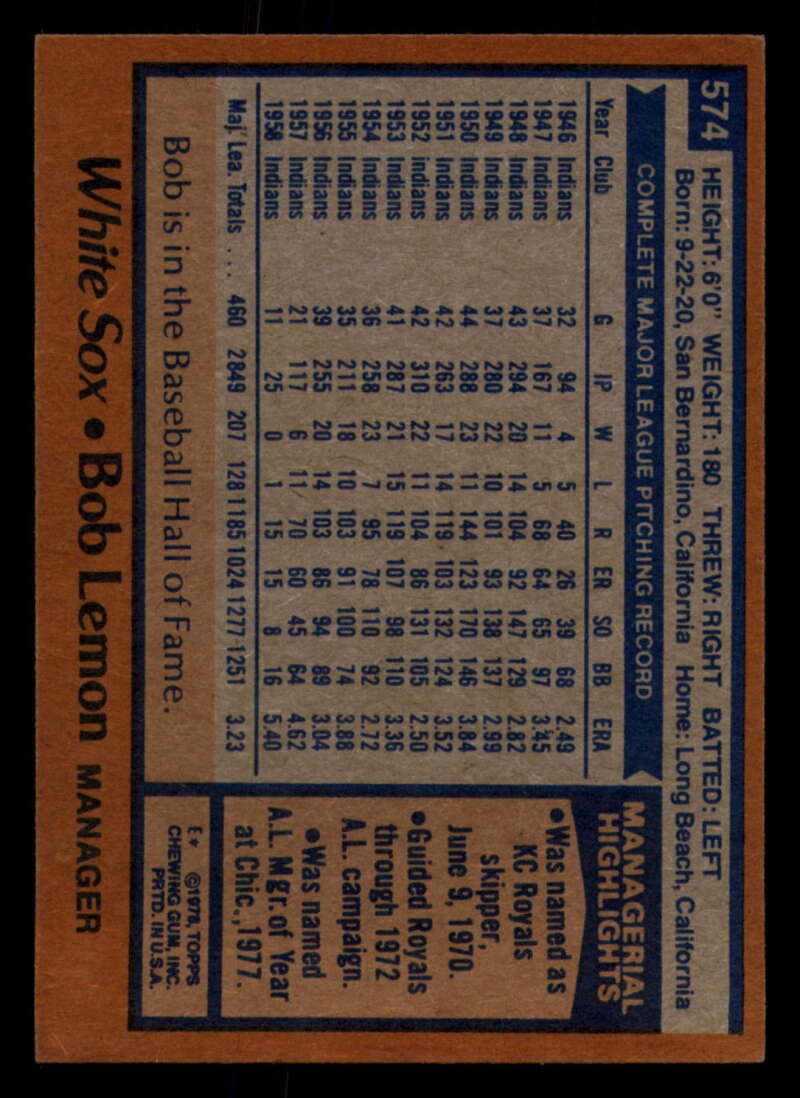 574
HEIGHT: 6'0" WEIGHT: 180 THREW: RIGHT BATTED: LEFT
Born: 9-22-20, San Bernardino, California Home: Long Beach, California
COMPLETE MAJOR LEAGUE PITCHING RECORD
Year Club G IP W L R ER SO BB ERA
1946 Indians 32 94 4 5 40 26 39 68 2.49
1947 Indians 37 167 11 5 68 64 65 97 3.45
1948 Indians 43 294 20 14 104 92 147 129 2.82
1949 Indians 37 280 22 10 101 93 138 137 2.99
1950 Indians 44 288 23 11 144 123 170 146 3.84
1951 Indians 42 263 17 14 119 103 132 124 3.52
1952 Indians 42 310 22 11 104 86 131 105 2.50
1953 Indians 41 287 21 15 119 107 98 110 3.36
1954 Indians 36 258 23 7 95 78 110 92 2.72
1955 Indians 35 211 18 10 103 91 100 74 3.88
1956 Indians 39 255 20 14 103 86 94 89 3.04
1957 Indians 21 117 6 11 70 60 45 64 4.62
1958 Indians 11 25 0 1 15 15 8 16 5.40
Maj. Lea. Totals .... 460 2849 207 128 1185 1024 1277 1251 3.23
Bob is in the Baseball Hall of Fame.
MANAGERIAL
HIGHLIGHTS
•Was named as
KC Royals
skipper,
June 9, 1970.
•Guided Royals
through 1972
A.L. campaign.
•Was named
A.L. Mgr. of Year
at Chic., 1977.
E* ©1978, TOPPS
CHEWING GUM, INC.
PRTD. IN U.S.A.
White Sox • Bob Lemon MANAGER